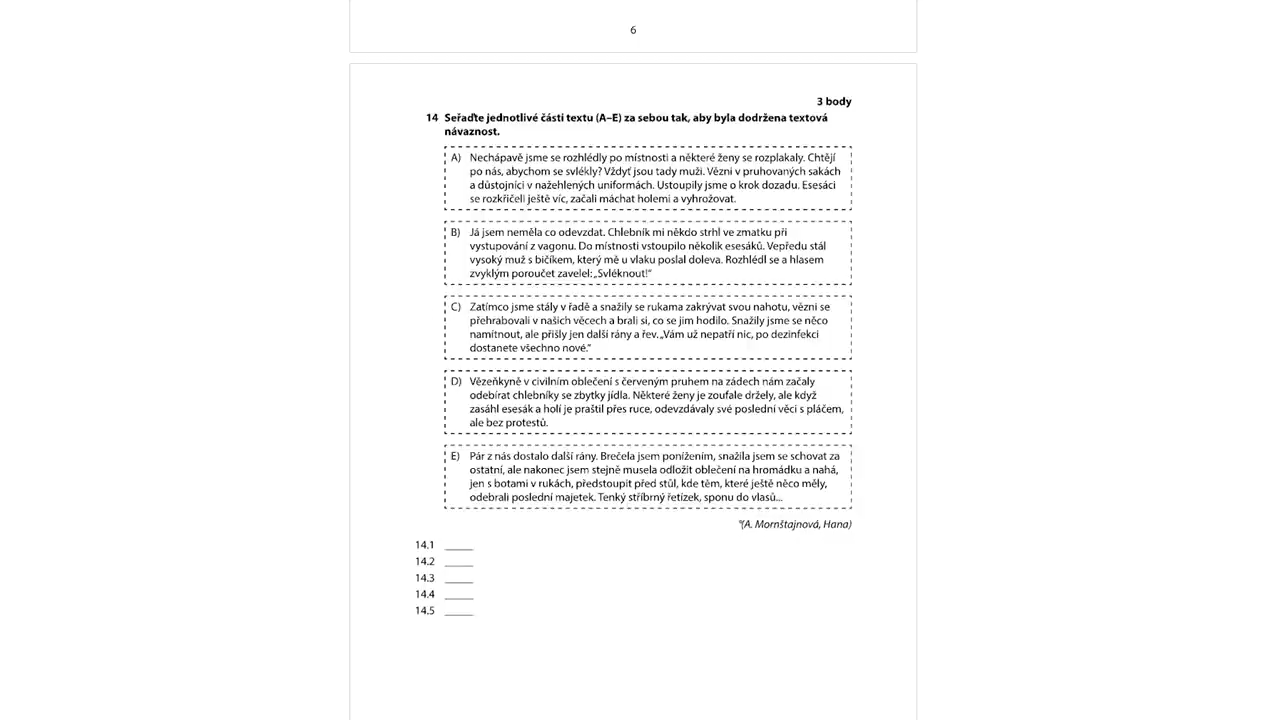 6
3 body
14 Seřaďte jednotlivé části textu (A–E) za sebou tak, aby byla dodržena textová
návaznost.
A) Nechápavě jsme se rozhlédly po místnosti a některé ženy se rozplakaly. Chtějí
po nás, abychom se svlékly? Vždyť jsou tady muži. Vězni v pruhovaných sakách
a důstojníci v nažehlených uniformách. Ustoupily jsme o krok dozadu. Esesáci
se rozkřičeli ještě víc, začali máchat holemi a vyhrožovat.
B) Já jsem neměla co odevzdat. Chlebník mi někdo strhl ve zmatku při
vystupování z vagonu. Do místnosti vstoupilo několik esesáků. Vepředu stál
vysoký muž s bičíkem, který mě u vlaku poslal doleva. Rozhlédl se a hlasem
zvyklým poroučet zavelel: „Svléknout!“
C) Zatímco jsme stály v řadě a snažily se rukama zakrývat svou nahotu, vězni se
přehrabovali v našich věcech a brali si, co se jim hodilo. Snažily jsme se něco
namítnout, ale přišly jen další rány a řev. „Vám už nepatří nic, po dezinfekci
dostanete všechno nové.“
D) Vězeňkyně v civilním oblečení s červeným pruhem na zádech nám začaly
odebírat chlebníky se zbytky jídla. Některé ženy je zoufale držely, ale když
zasáhl esesák a holí je praštil přes ruce, odevzdávaly své poslední věci s pláčem,
ale bez protestů.
E) Pár z nás dostalo další rány. Brečela jsem ponížením, snažila jsem se schovat za
ostatní, ale nakonec jsem stejně musela odložit oblečení na hromádku a nahá,
jen s botami v rukách, předstoupit před stůl, kde těm, které ještě něco měly,
odebrali poslední majetek. Tenký stříbrný řetízek, sponu do vlasů...
(A. Mornštajnová, Hana)
14.1 _____
14.2 _____
14.3 _____
14.4 _____
14.5 _____